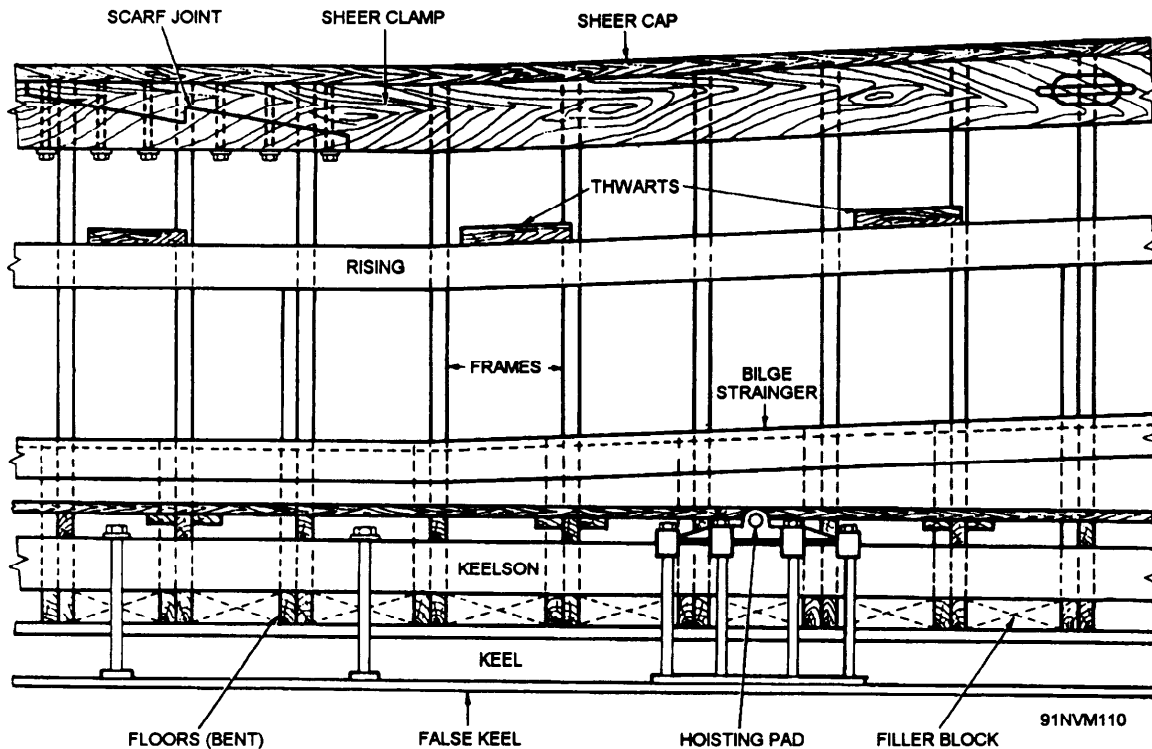 SCARF JOINT
SHEER CLAMP
SHEER CAP
THWARTS
RISING
FRAMES
BILGE
STRAINGER
KEELSON
KEEL
91NVM110
FLOORS (BENT)
FALSE KEEL
HOISTING PAD
FILLER BLOCK